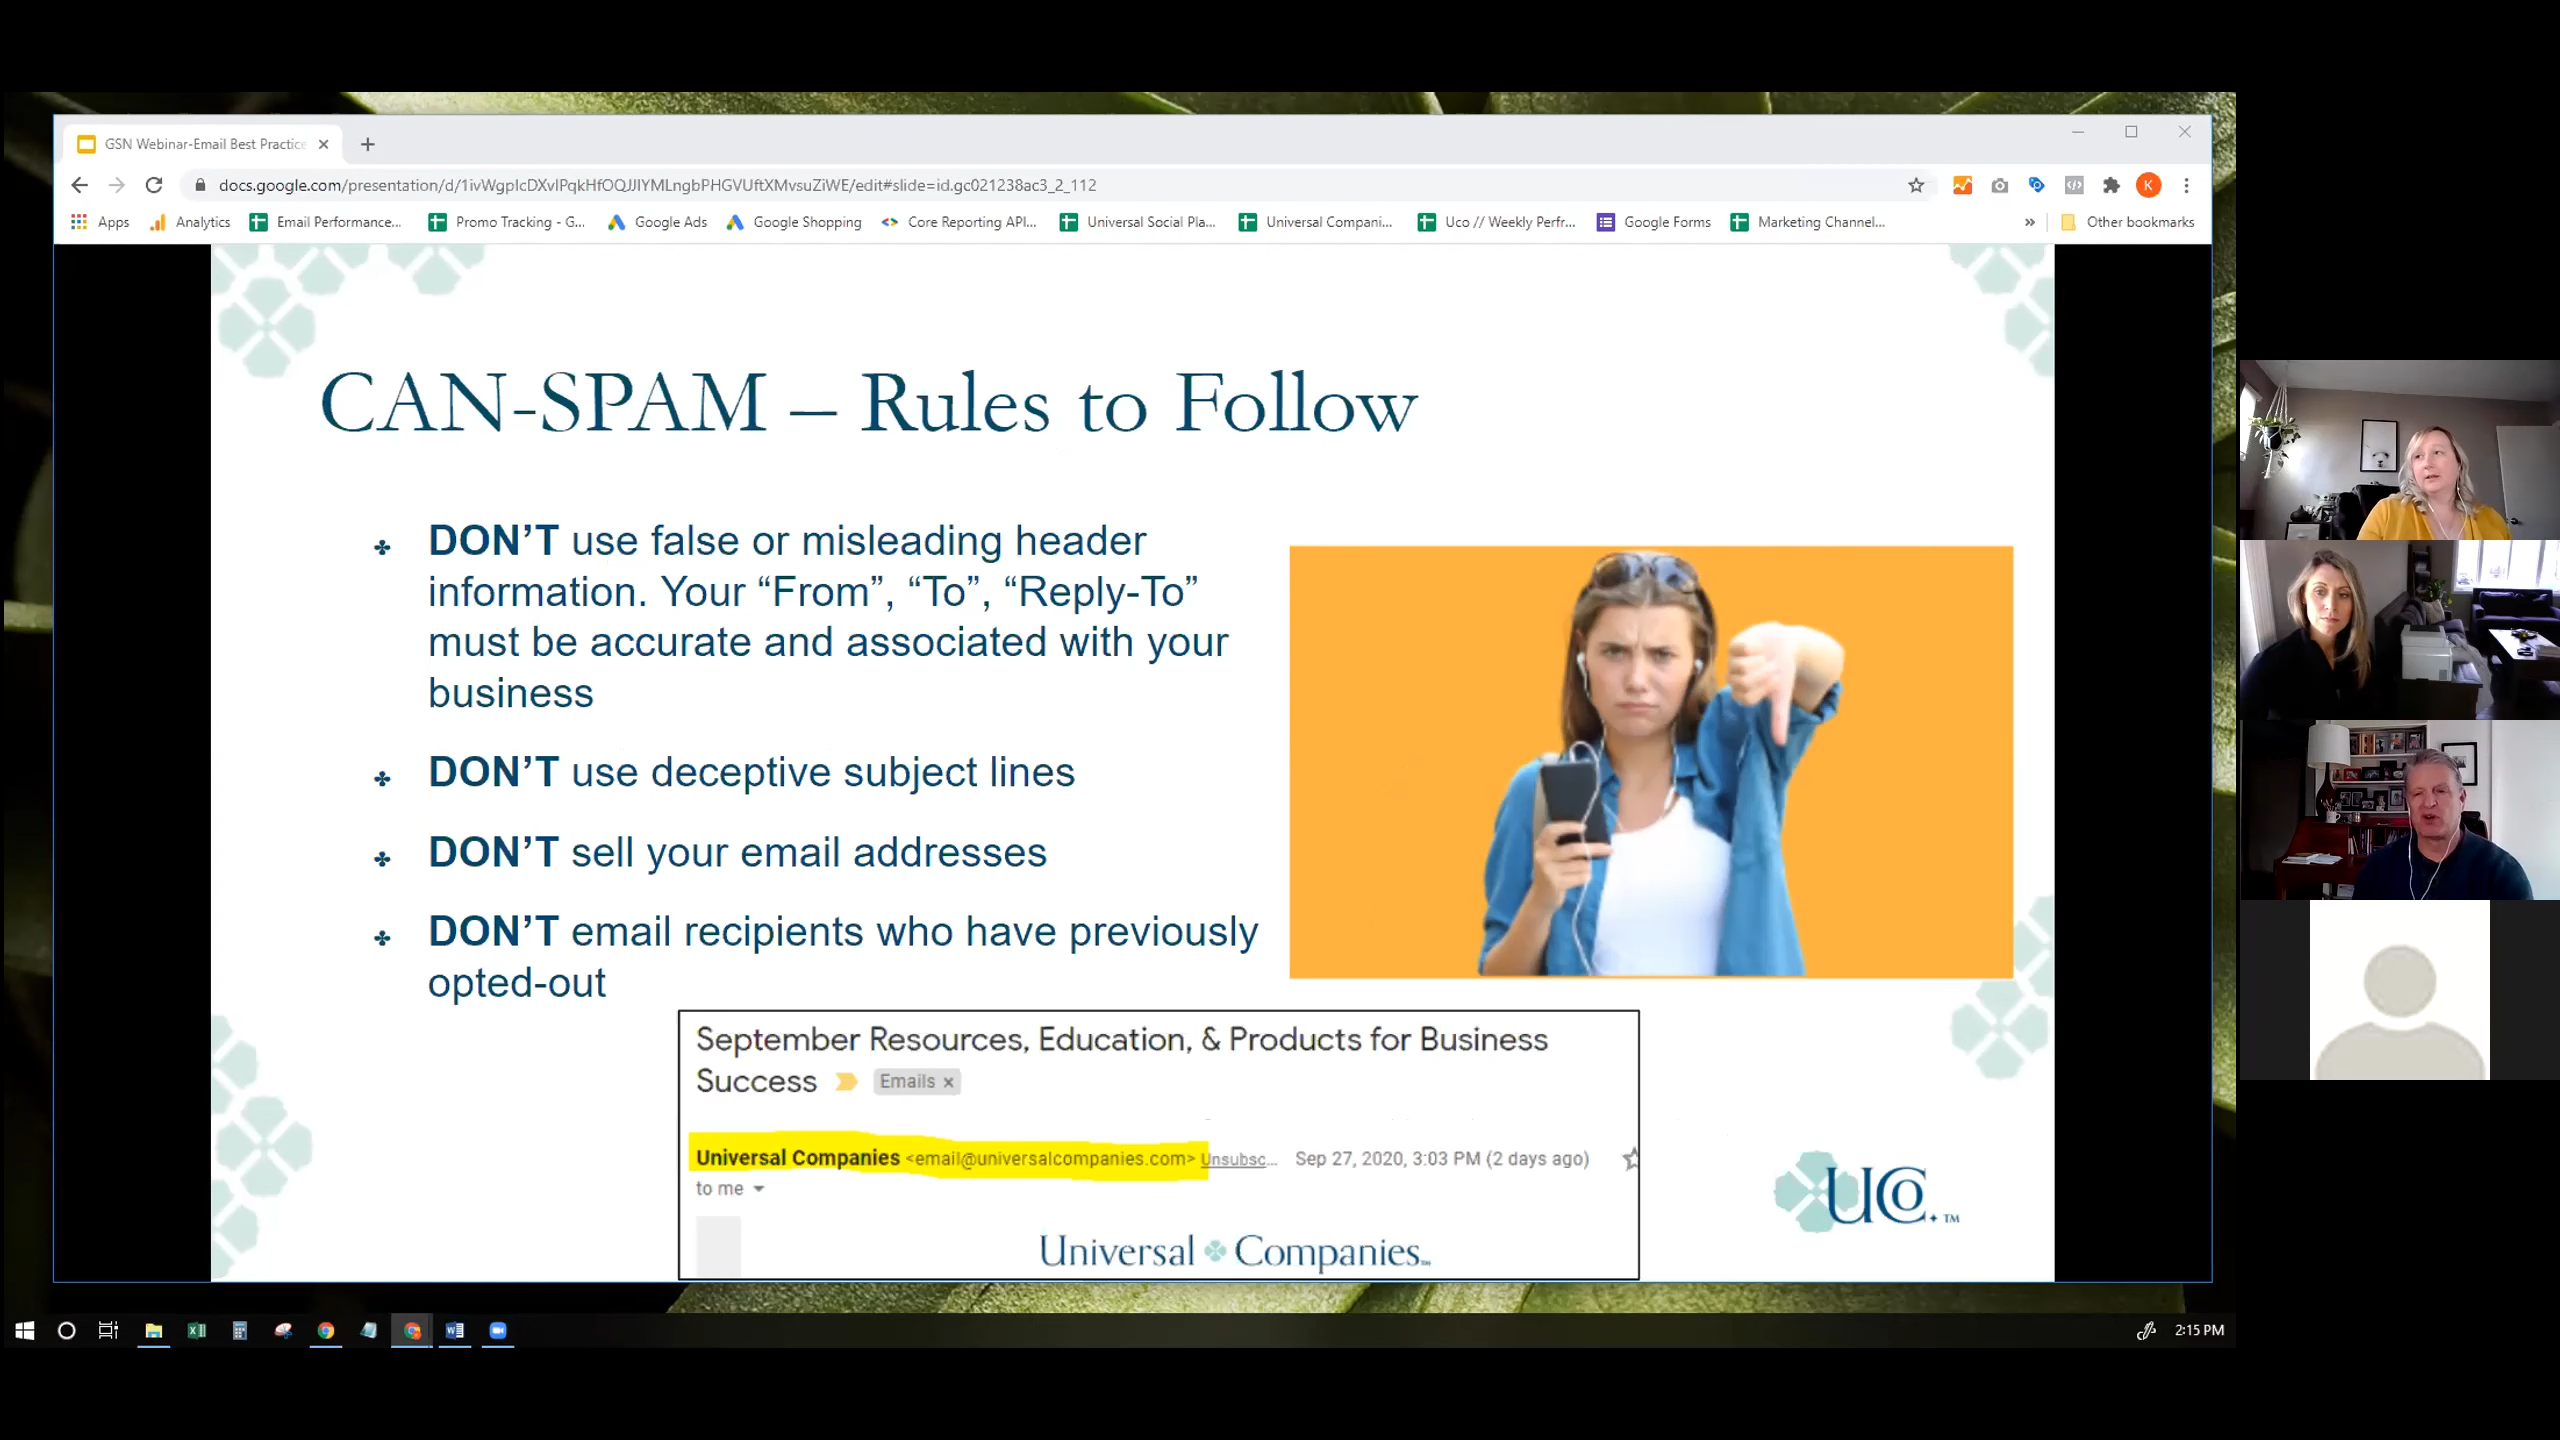 GSN Webinar-Email Best Practice
docs.google.com/presentation/d/1ivWgpIcDXvIPqkHfOQJJIYMLngbPHGVUftXMvsuZiWE/edit#slide=id.gc021238ac3_2_112
K
Apps Analytics Email Performance... Promo Tracking - G... Google Ads Google Shopping Core Reporting API... Universal Social Pla... Universal Compani... Uco // Weekly Perfr... Google Forms Marketing Channel... » Other bookmarks
CAN-SPAM – Rules to Follow
DON’T use false or misleading header
information. Your “From”, “To”, “Reply-To”
must be accurate and associated with your
business
DON’T use deceptive subject lines
DON’T sell your email addresses
DON’T email recipients who have previously
opted-out
September Resources, Education, & Products for Business
Success Emails ×
Universal Companies <email@universalcompanies.com> Unsubsc... Sep 27, 2020, 3:03 PM (2 days ago)
to me
Universal Companies
UCo. TM
2:15 PM